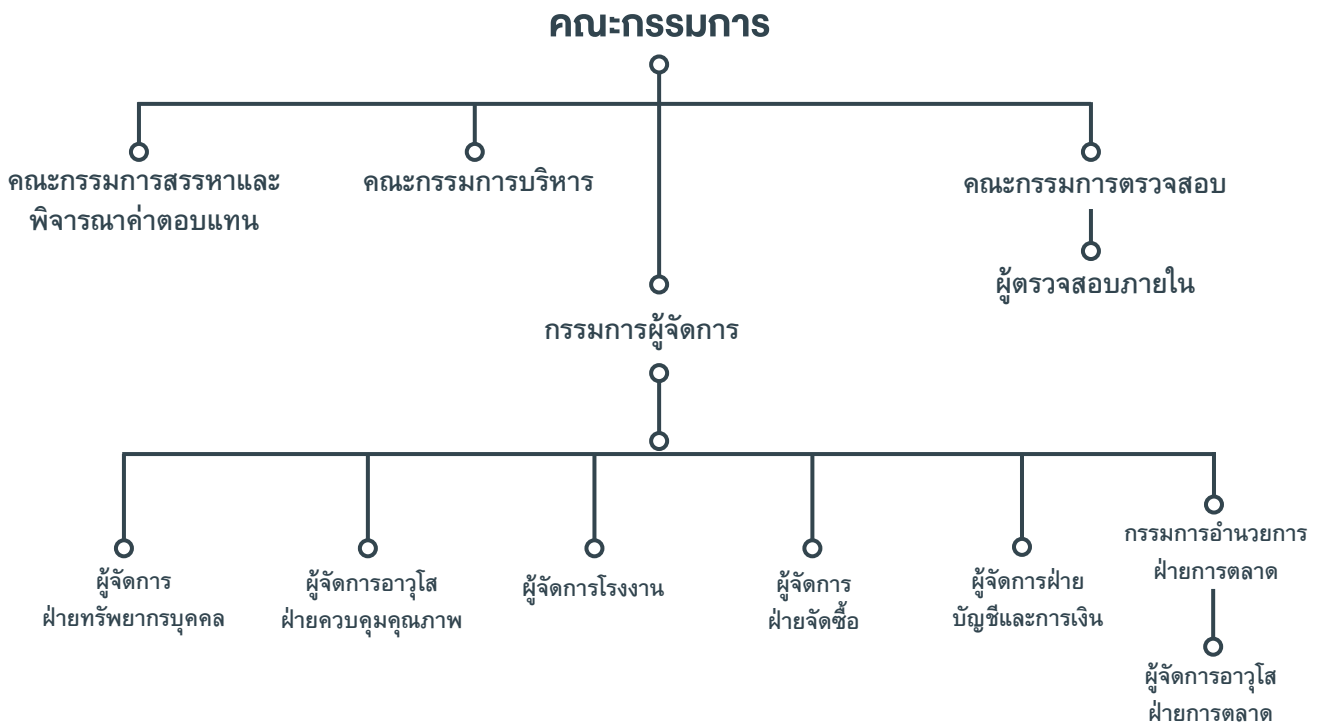 คณะกรรมการ
คณะกรรมการสรรหาและ
พิจารณาค่าตอบแทน
คณะกรรมการบริหาร
คณะกรรมการตรวจสอบ
ผู้ตรวจสอบภายใน
กรรมการผู้จัดการ
ผู้จัดการ
ฝ่ายทรัพยากรบุคคล
ผู้จัดการอาวุโส
ฝ่ายควบคุมคุณภาพ
ผู้จัดการโรงงาน
ผู้จัดการ
ฝ่ายจัดซื้อ
ผู้จัดการฝ่าย
บัญชีและการเงิน
กรรมการอำนวยการ
ฝ่ายการตลาด
ผู้จัดการอาวุโส
ฝ่ายการตลาด